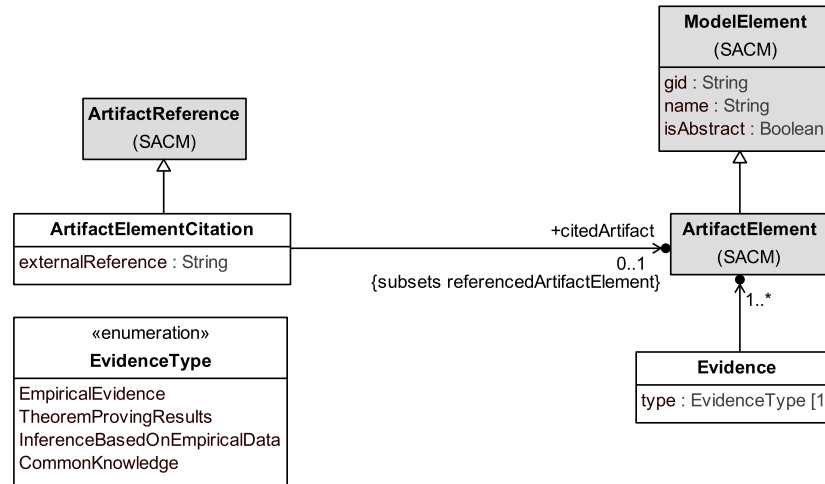 ModelElement
(SACM)
gid : String
name : String
isAbstract : Boolean
ArtifactReference
(SACM)
ArtifactElementCitation
externalReference : String
+citedArtifact
0..1
{subsets referencedArtifactElement}
ArtifactElement
(SACM)
1..*
«enumeration»
EvidenceType
EmpiricalEvidence
TheoremProvingResults
InferenceBasedOnEmpiricalData
CommonKnowledge
Evidence
type : EvidenceType [1